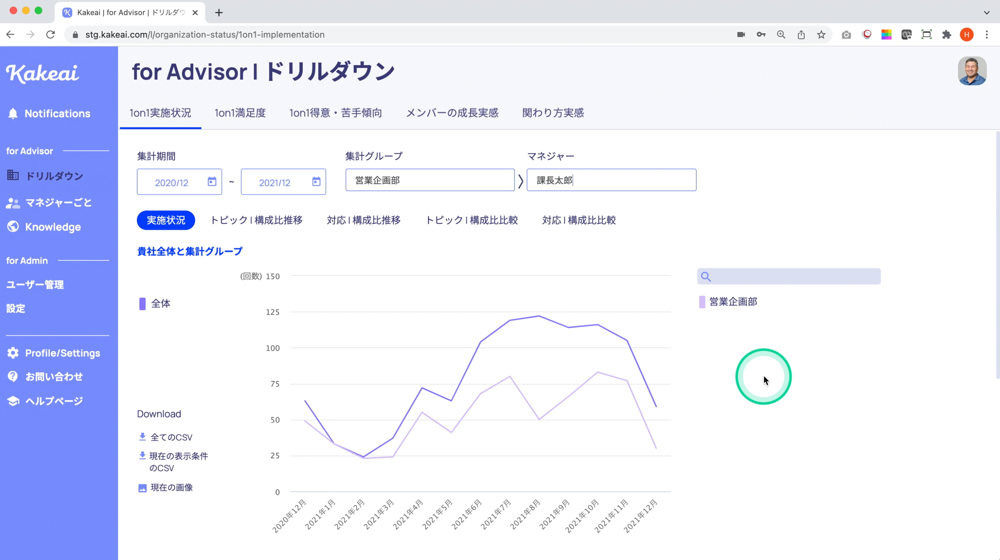 Kakeai | for Advisor | ドリルダウ
stg.kakeai.com/l/organization-status/1on1-implementation
H
Kakeai
Notifications
for Advisor
ドリルダウン
マネジャーごと
Knowledge
for Admin
ユーザー管理
設定
Profile/Settings
お問い合わせ
ヘルプページ
for Advisor | ドリルダウン
1on1実施状況 1on1満足度 1on1得意・苦手傾向 メンバーの成長実感 関わり方実感
集計期間 集計グループ マネジャー
2020/12 ~ 2021/12 営業企画部 課長太郎
実施状況 トピック | 構成比推移 対応 | 構成比推移 トピック | 構成比比較 対応 | 構成比比較
貴社全体と集計グループ
全体
Download
全てのCSV
現在の表示条件
のCSV
現在の画像
(回数) 150
125
100
75
50
25
0
2020年12月 2021年1月 2021年2月 2021年3月 2021年4月 2021年5月 2021年6月 2021年7月 2021年8月 2021年9月 2021年10月 2021年11月 2021年12月
営業企画部